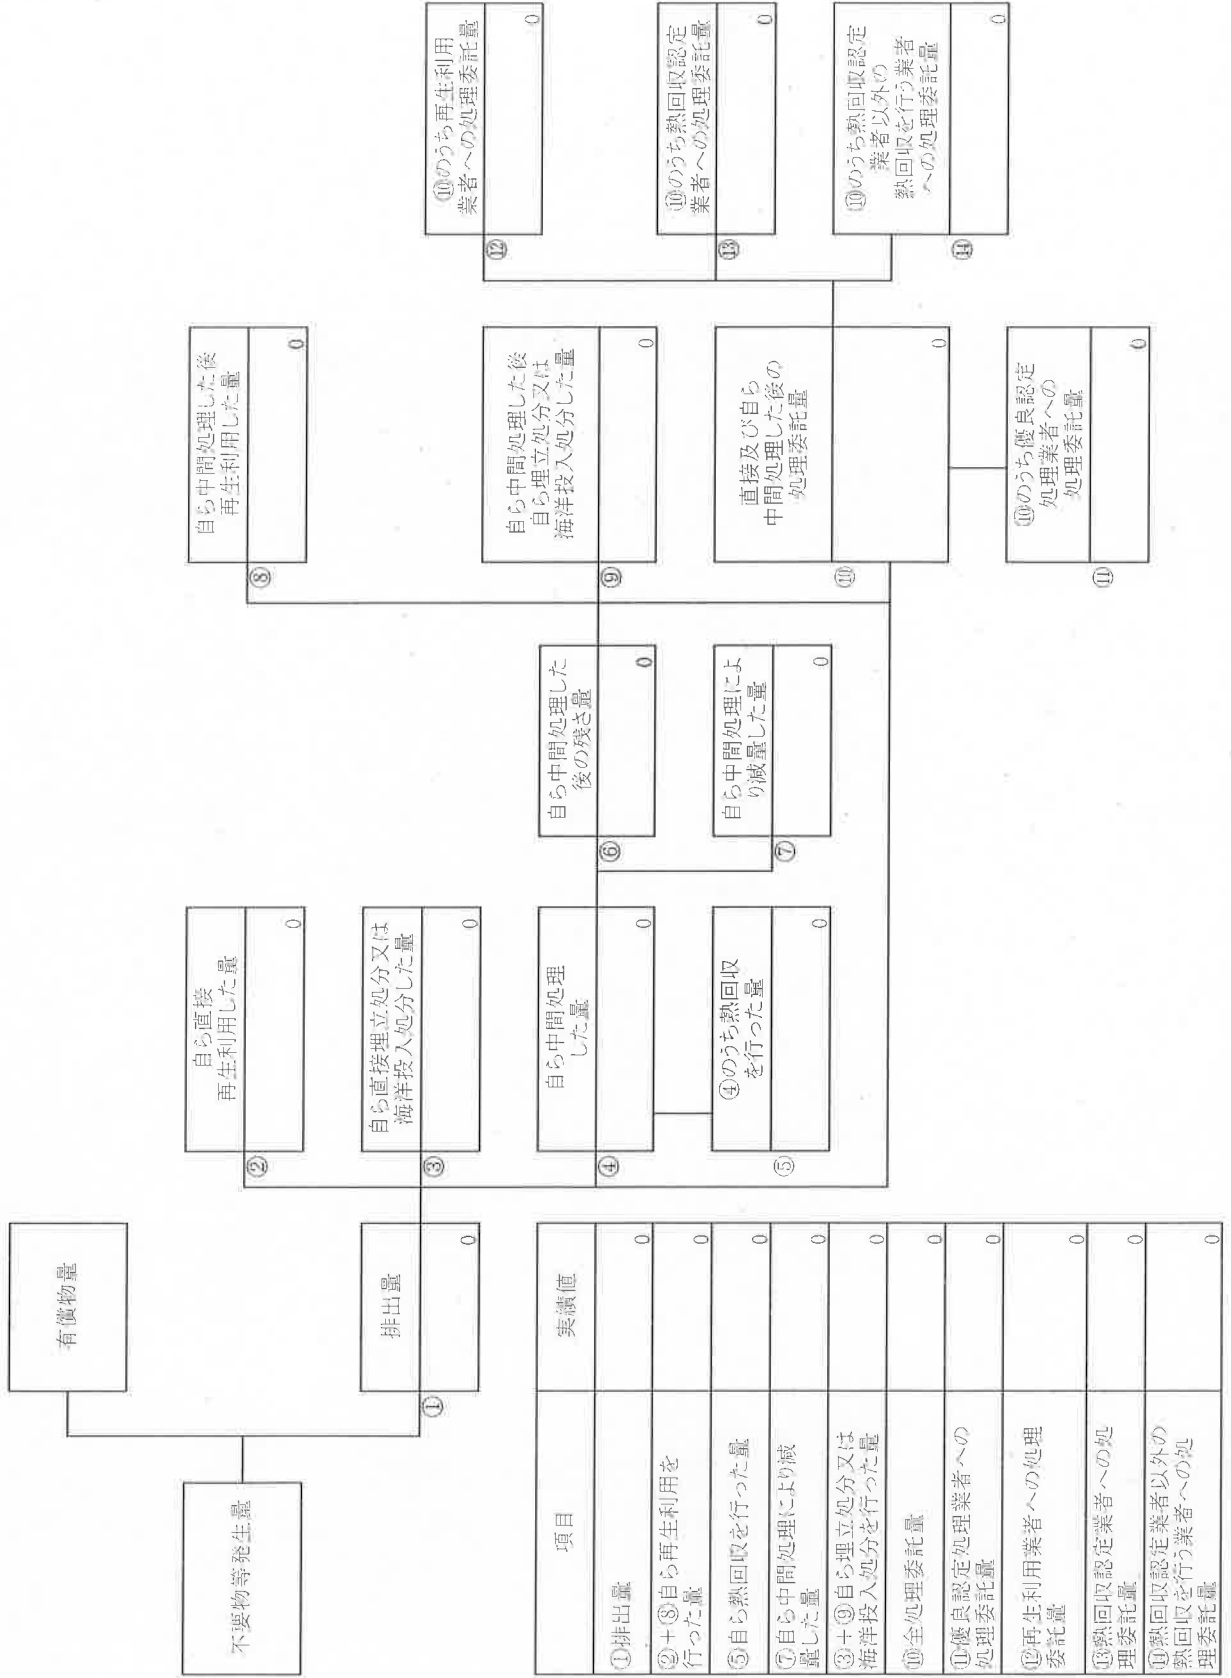 不要物等発生量
有償物量
排出量
0
①
自ら直接
再生利用した量
0
②
自ら直接埋立処分又は
海洋投入処分した量
0
③
自ら中間処理
した量
0
④
④のうち熱回収
を行った量
0
⑤
自ら中間処理した
後の残さ量
0
⑥
自ら中間処理によ
り減量した量
0
⑦
自ら中間処理した後
再生利用した量
0
⑧
自ら中間処理した後
自ら埋立処分又は
海洋投入処分した量
0
⑨
直接及び自ら
中間処理した後の
処理委託量
0
⑩
⑩のうち優良認定
処理業者への
処理委託量
0
⑪
⑩のうち再生利用
業者への処理委託量
0
⑫
⑩のうち熱回収認定
業者への処理委託量
0
⑬
⑩のうち熱回収認定
業者以外の
熱回収を行う業者
への処理委託量
0
⑭
項目 実績値
①排出量 0
②+⑧自ら再生利用を
行った量 0
⑤自ら熱回収を行った量 0
⑦自ら中間処理により減
量した量 0
③+⑨自ら埋立処分又は
海洋投入処分を行った量 0
⑩全処理委託量 0
⑪優良認定処理業者への
処理委託量 0
⑫再生利用業者への処理
委託量 0
⑬熱回収認定業者への処
理委託量 0
⑭熱回収認定業者以外の
熱回収を行う業者への処
理委託量 0